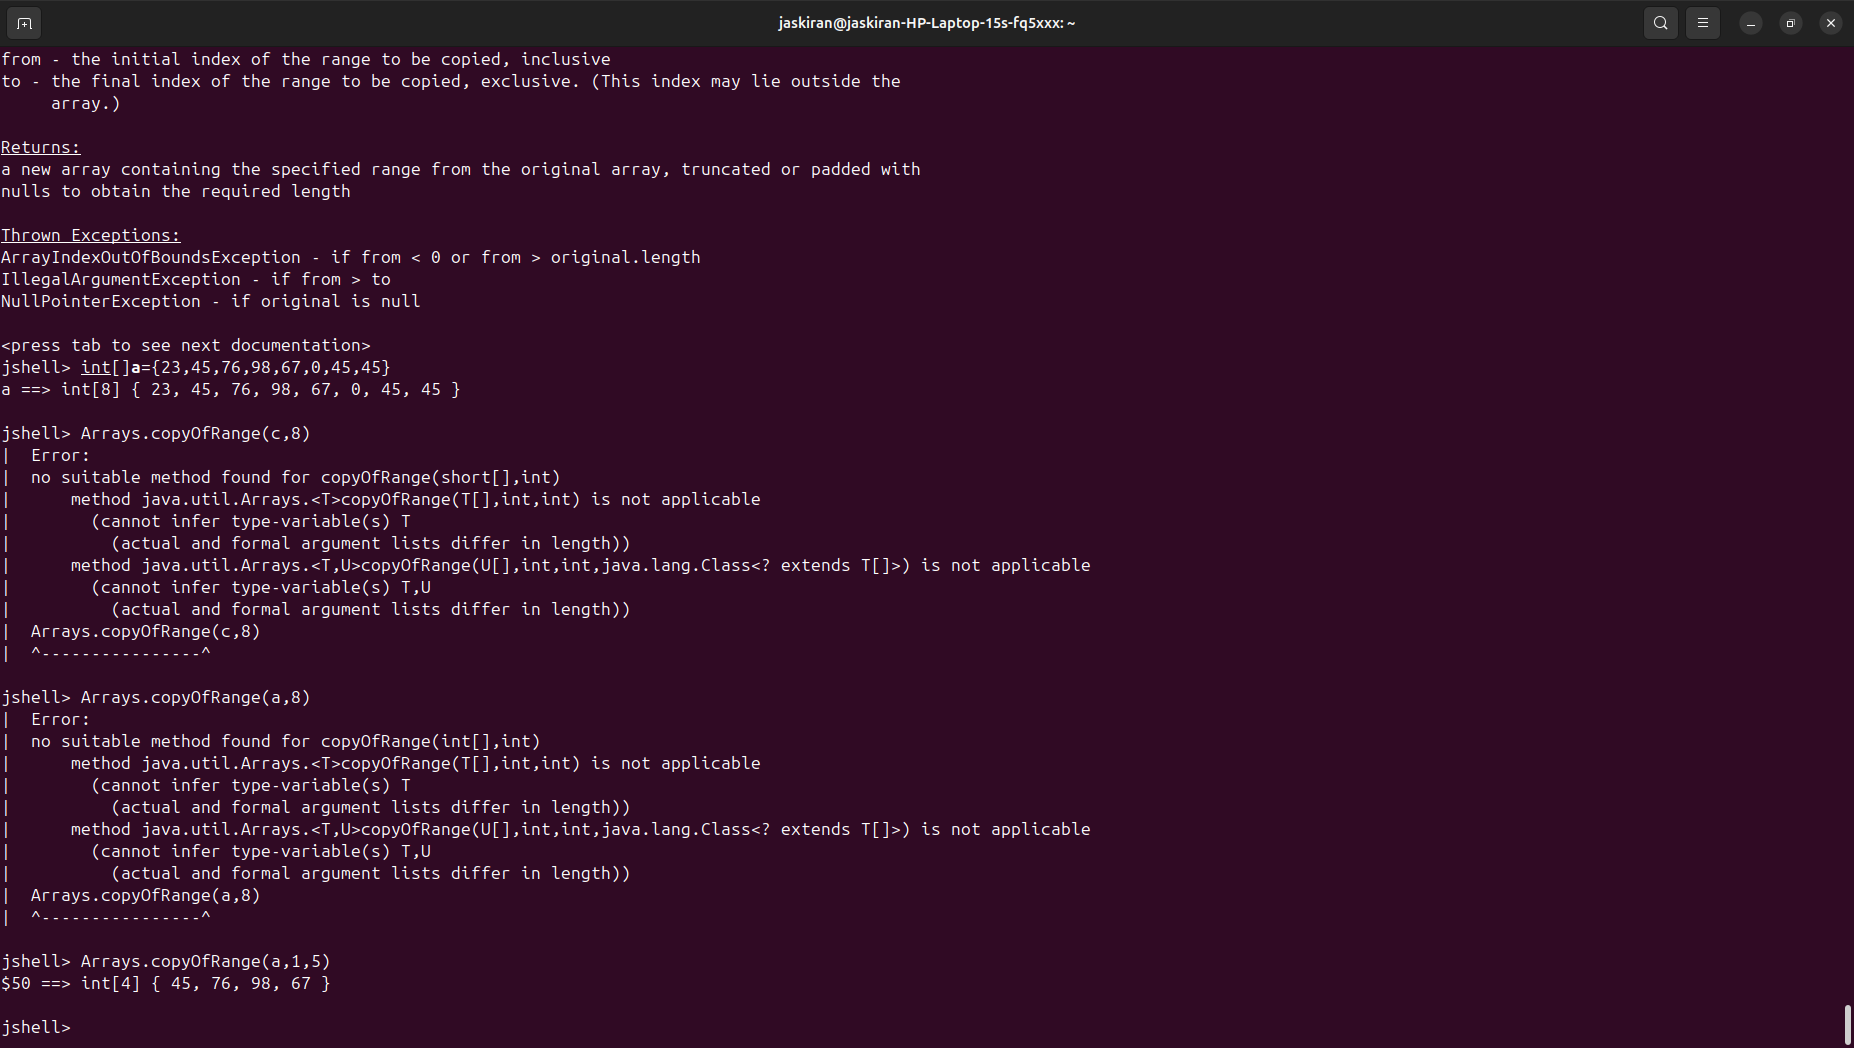 jaskiran@jaskiran-HP-Laptop-15s-fq5xxx: ~
from - the initial index of the range to be copied, inclusive
to - the final index of the range to be copied, exclusive. (This index may lie outside the
     array.)

Returns:
a new array containing the specified range from the original array, truncated or padded with
nulls to obtain the required length

Thrown Exceptions:
ArrayIndexOutOfBoundsException - if from < 0 or from > original.length
IllegalArgumentException - if from > to
NullPointerException - if original is null

<press tab to see next documentation>
jshell> int[]a={23,45,76,98,67,0,45,45}
a ==> int[8] { 23, 45, 76, 98, 67, 0, 45, 45 }

jshell> Arrays.copyOfRange(c,8)
|  Error:
|  no suitable method found for copyOfRange(short[],int)
|      method java.util.Arrays.<T>copyOfRange(T[],int,int) is not applicable
|        (cannot infer type-variable(s) T
|          (actual and formal argument lists differ in length))
|      method java.util.Arrays.<T,U>copyOfRange(U[],int,int,java.lang.Class<? extends T[]>) is not applicable
|        (cannot infer type-variable(s) T,U
|          (actual and formal argument lists differ in length))
|  Arrays.copyOfRange(c,8)
|  ^----------------^

jshell> Arrays.copyOfRange(a,8)
|  Error:
|  no suitable method found for copyOfRange(int[],int)
|      method java.util.Arrays.<T>copyOfRange(T[],int,int) is not applicable
|        (cannot infer type-variable(s) T
|          (actual and formal argument lists differ in length))
|      method java.util.Arrays.<T,U>copyOfRange(U[],int,int,java.lang.Class<? extends T[]>) is not applicable
|        (cannot infer type-variable(s) T,U
|          (actual and formal argument lists differ in length))
|  Arrays.copyOfRange(a,8)
|  ^----------------^

jshell> Arrays.copyOfRange(a,1,5)
$50 ==> int[4] { 45, 76, 98, 67 }

jshell>